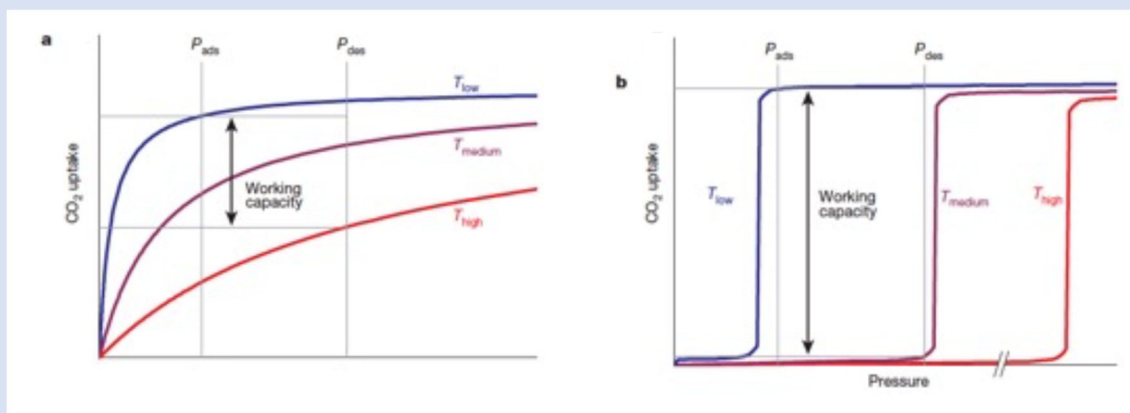 a
P_ads
P_des
T_low
T_medium
Working
capacity
T_high
CO₂ uptake
b
P_ads
P_des
T_low
Working
capacity
T_medium
T_high
CO₂ uptake
Pressure